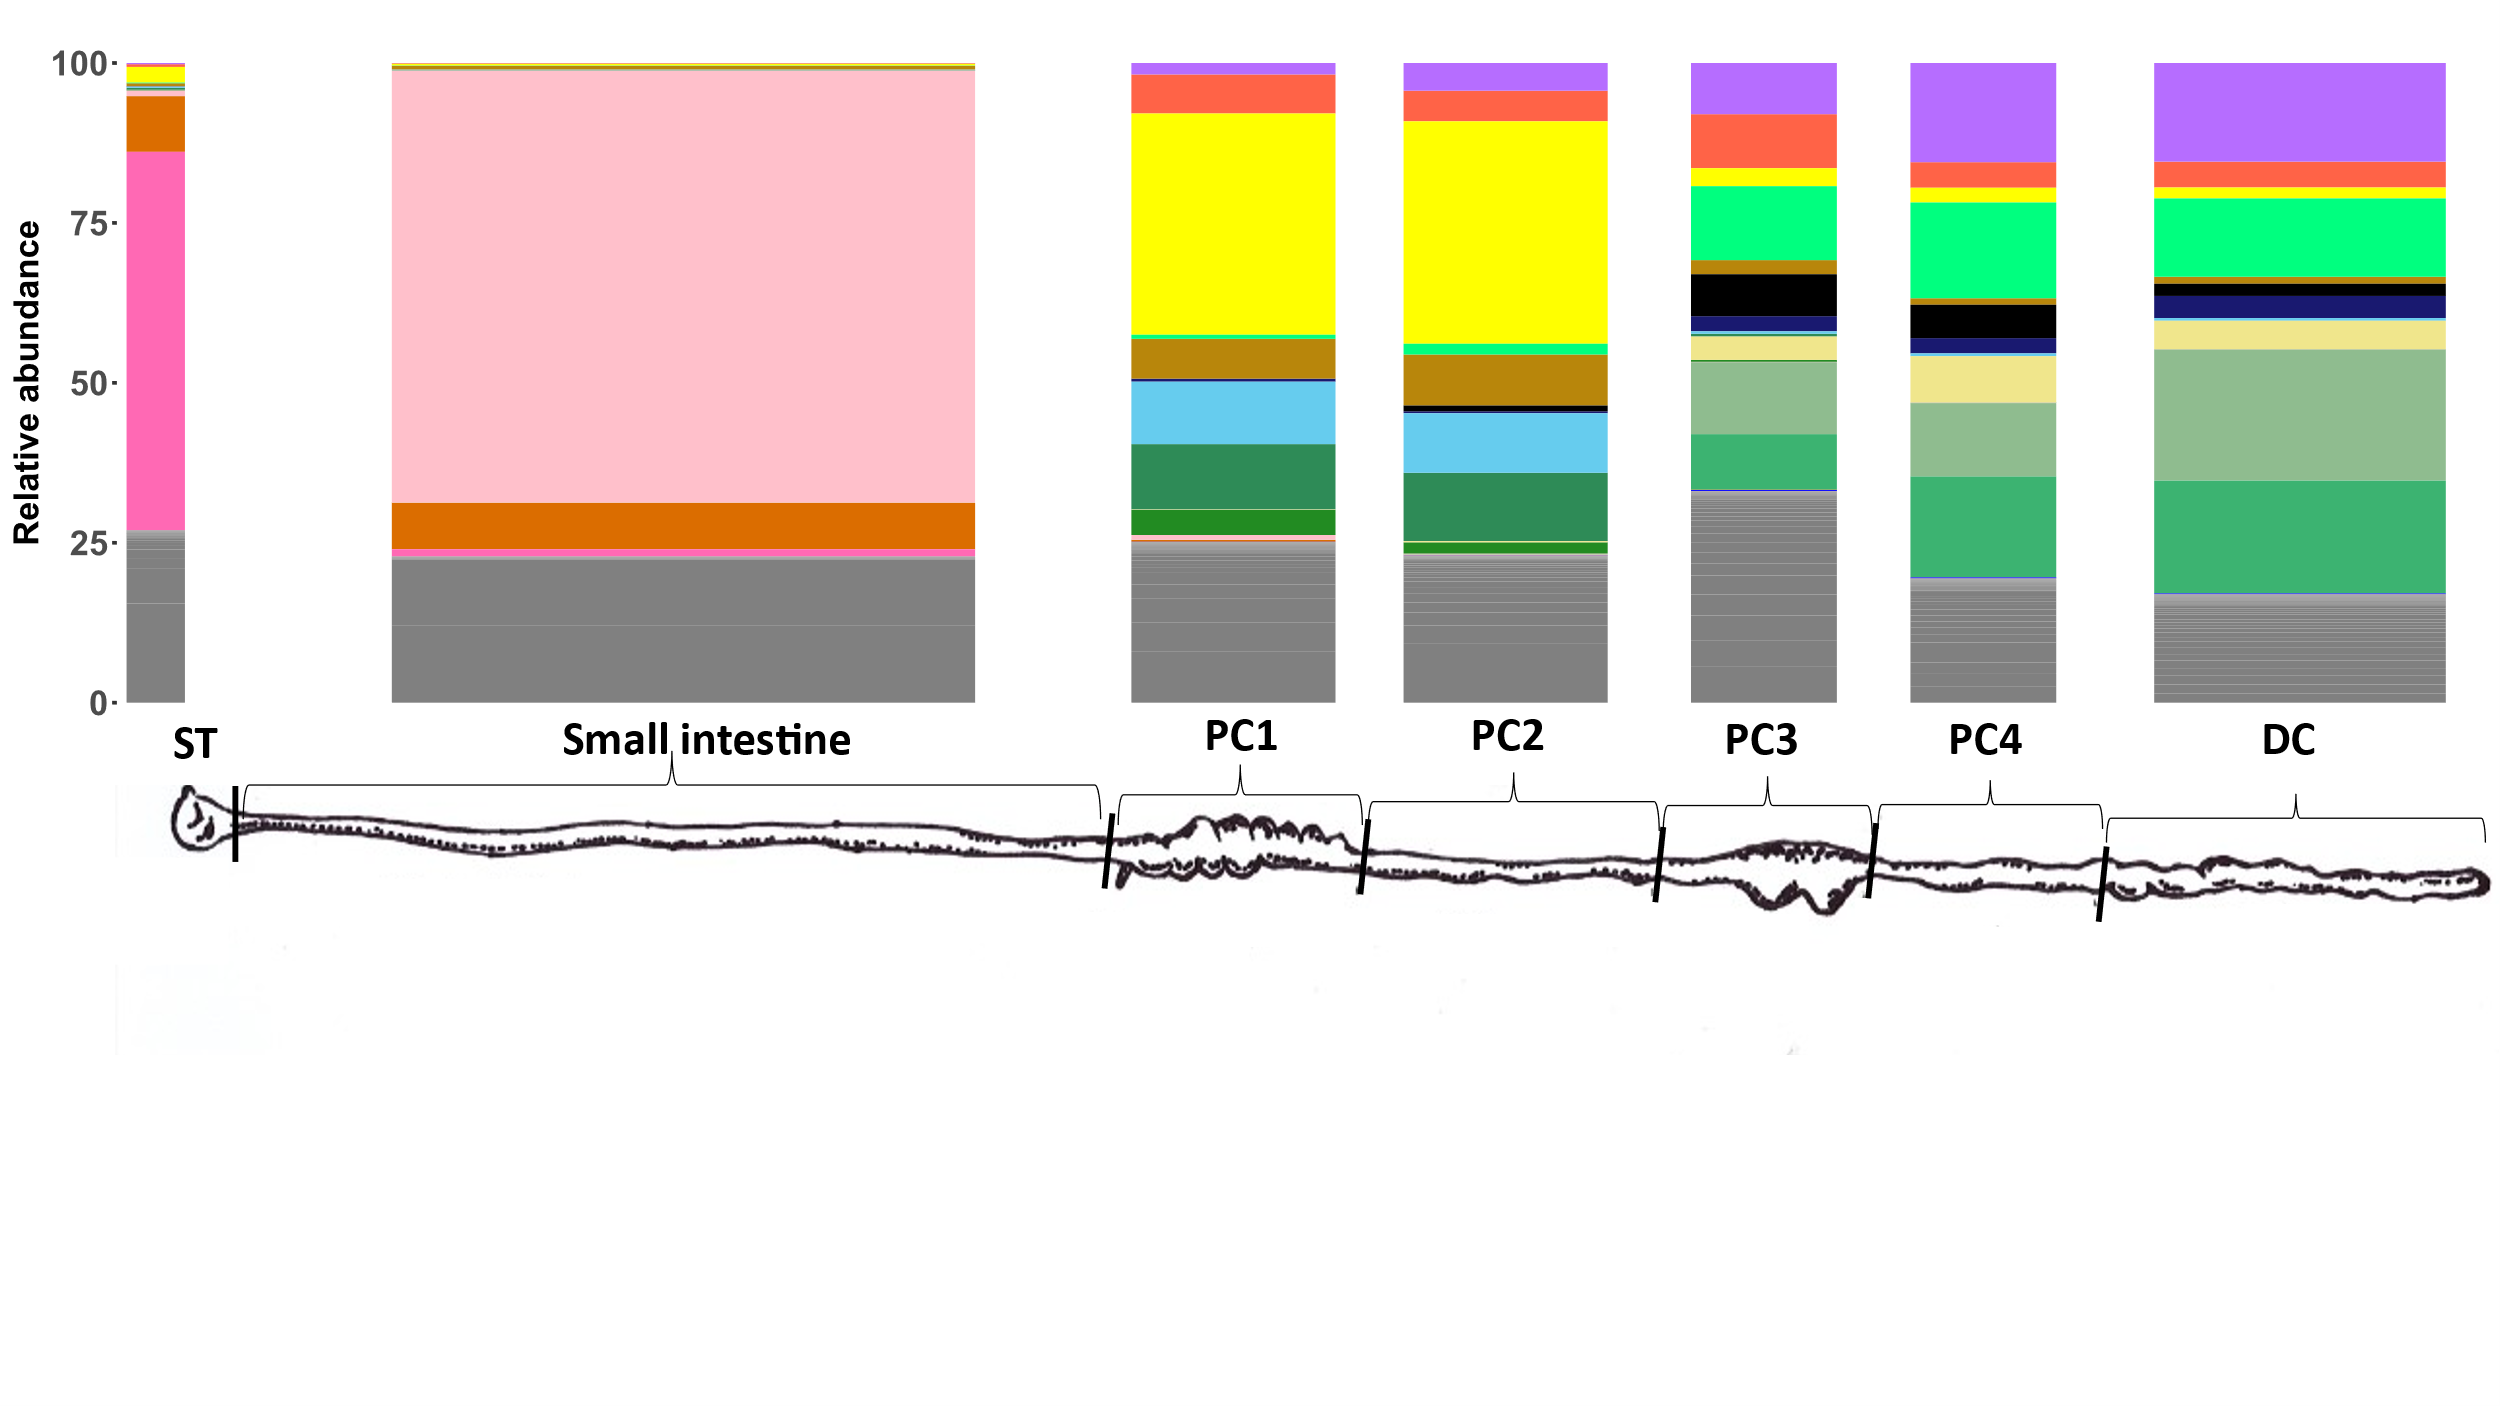 Relative abundance
100
75
50
25
0
ST
Small intestine
PC1
PC2
PC3
PC4
DC